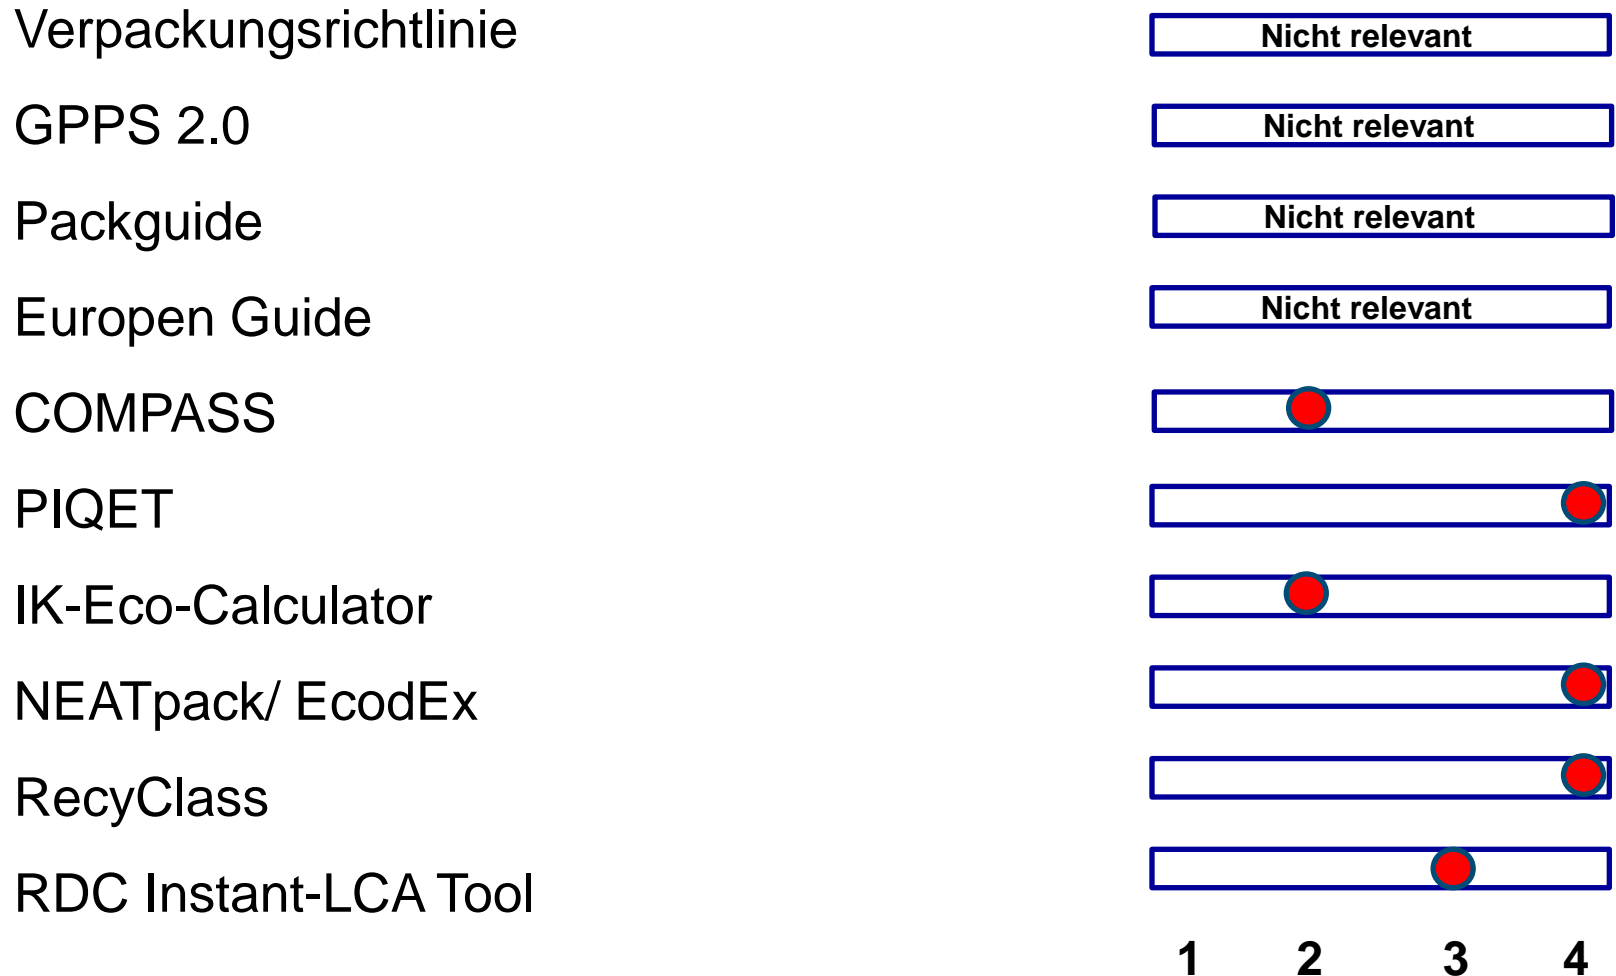 Verpackungsrichtlinie Nicht relevant
GPPS 2.0 Nicht relevant
Packguide Nicht relevant
Europen Guide Nicht relevant
COMPASS
PIQET
IK-Eco-Calculator
NEATpack/ EcodEx
RecyClass
RDC Instant-LCA Tool
1 2 3 4